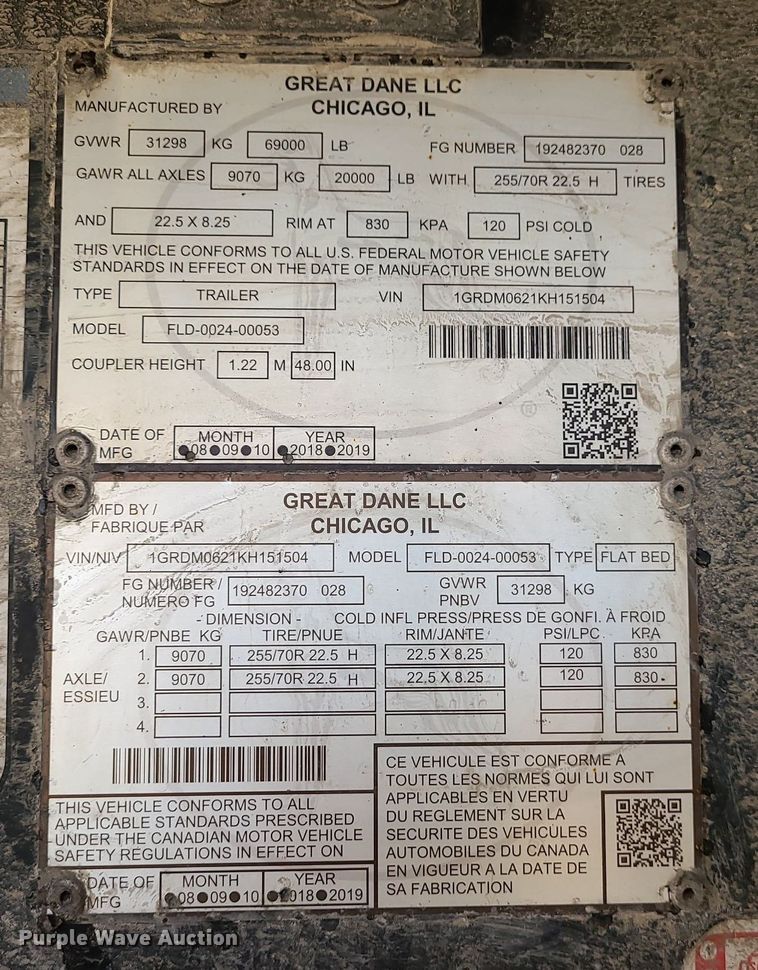 GREAT DANE LLC
MANUFACTURED BY CHICAGO, IL
GVWR 31298 KG 69000 LB FG NUMBER 192482370 028
GAWR ALL AXLES 9070 KG 20000 LB WITH 255/70R 22.5 H TIRES
AND 22.5 X 8.25 RIM AT 830 KPA 120 PSI COLD
THIS VEHICLE CONFORMS TO ALL U.S. FEDERAL MOTOR VEHICLE SAFETY
STANDARDS IN EFFECT ON THE DATE OF MANUFACTURE SHOWN BELOW
TYPE TRAILER VIN 1GRDM0621KH151504
MODEL FLD-0024-00053
COUPLER HEIGHT 1.22 M 48.00 IN
®
DATE OF MONTH YEAR
MFG ●08●09●10 ●2018●2019
GREAT DANE LLC
MFD BY /
FABRIQUE PAR CHICAGO, IL
VIN/NIV 1GRDM0621KH151504 MODEL FLD-0024-00053 TYPE FLAT BED
FG NUMBER / NUMERO FG 192482370 028 GVWR PNBV 31298 KG
- DIMENSION - COLD INFL PRESS/PRESS DE GONFL. À FROID
GAWR/PNBE KG TIRE/PNUE RIM/JANTE PSI/LPC KPA
AXLE/
ESSIEU
1. 9070 255/70R 22.5 H 22.5 X 8.25 120 830
2. 9070 255/70R 22.5 H 22.5 X 8.25 120 830
3.
4.
THIS VEHICLE CONFORMS TO ALL
APPLICABLE STANDARDS PRESCRIBED
UNDER THE CANADIAN MOTOR VEHICLE
SAFETY REGULATIONS IN EFFECT ON
DATE OF MONTH YEAR
MFG ●08●09●10 ●2018●2019
CE VEHICULE EST CONFORME A
TOUTES LES NORMES QUI LUI SONT
APPLICABLES EN VERTU
DU REGLEMENT SUR LA
SECURITE DES VEHICULES
AUTOMOBILES DU CANADA
EN VIGUEUR A LA DATE DE
SA FABRICATION
Purple Wave Auction